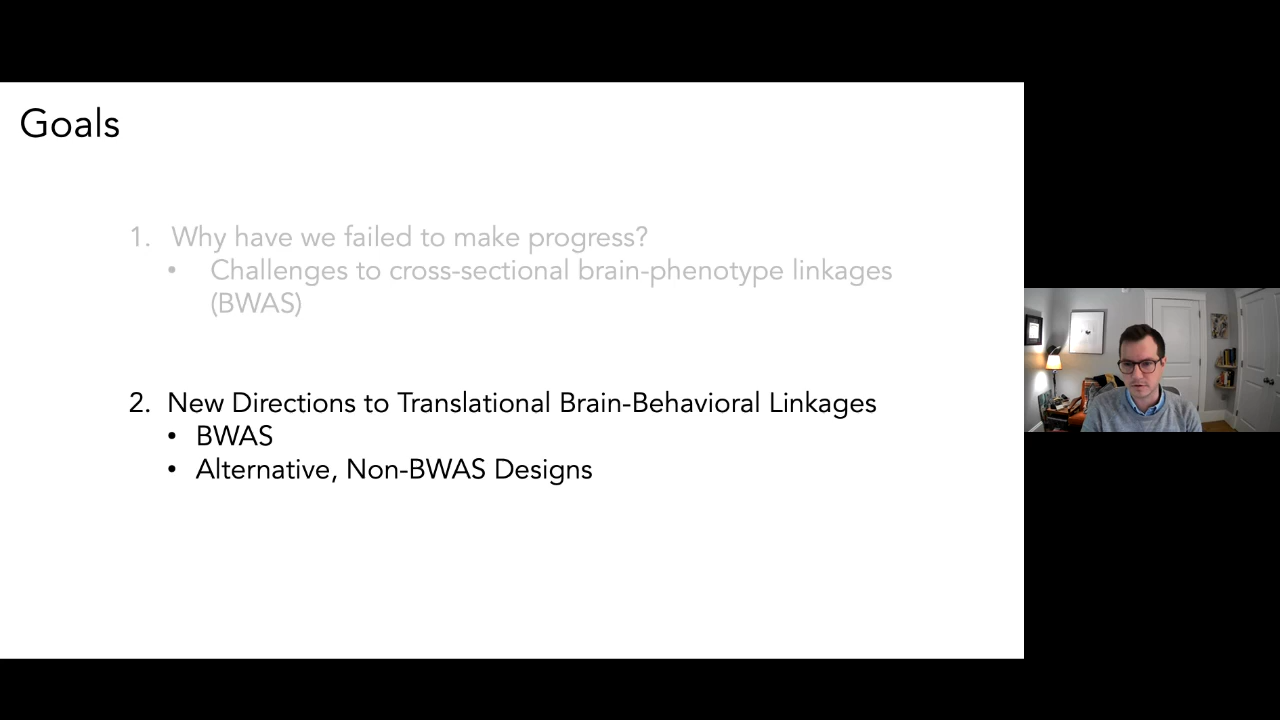 Goals
1. Why have we failed to make progress?
• Challenges to cross-sectional brain-phenotype linkages
(BWAS)
2. New Directions to Translational Brain-Behavioral Linkages
• BWAS
• Alternative, Non-BWAS Designs